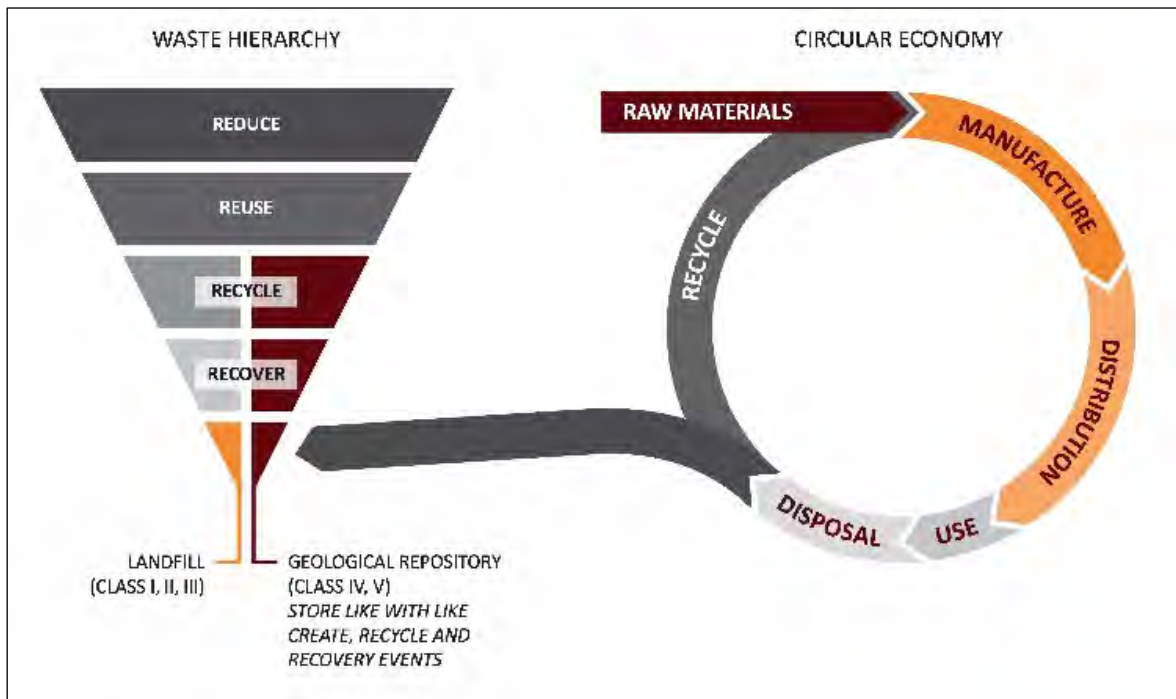 WASTE HIERARCHY
REDUCE
REUSE
RECYCLE
RECOVER
LANDFILL
(CLASS I, II, III)
GEOLOGICAL REPOSITORY
(CLASS IV, V)
STORE LIKE WITH LIKE
CREATE, RECYCLE AND
RECOVERY EVENTS
CIRCULAR ECONOMY
RAW MATERIALS
MANUFACTURE
DISTRIBUTION
USE
DISPOSAL
RECYCLE